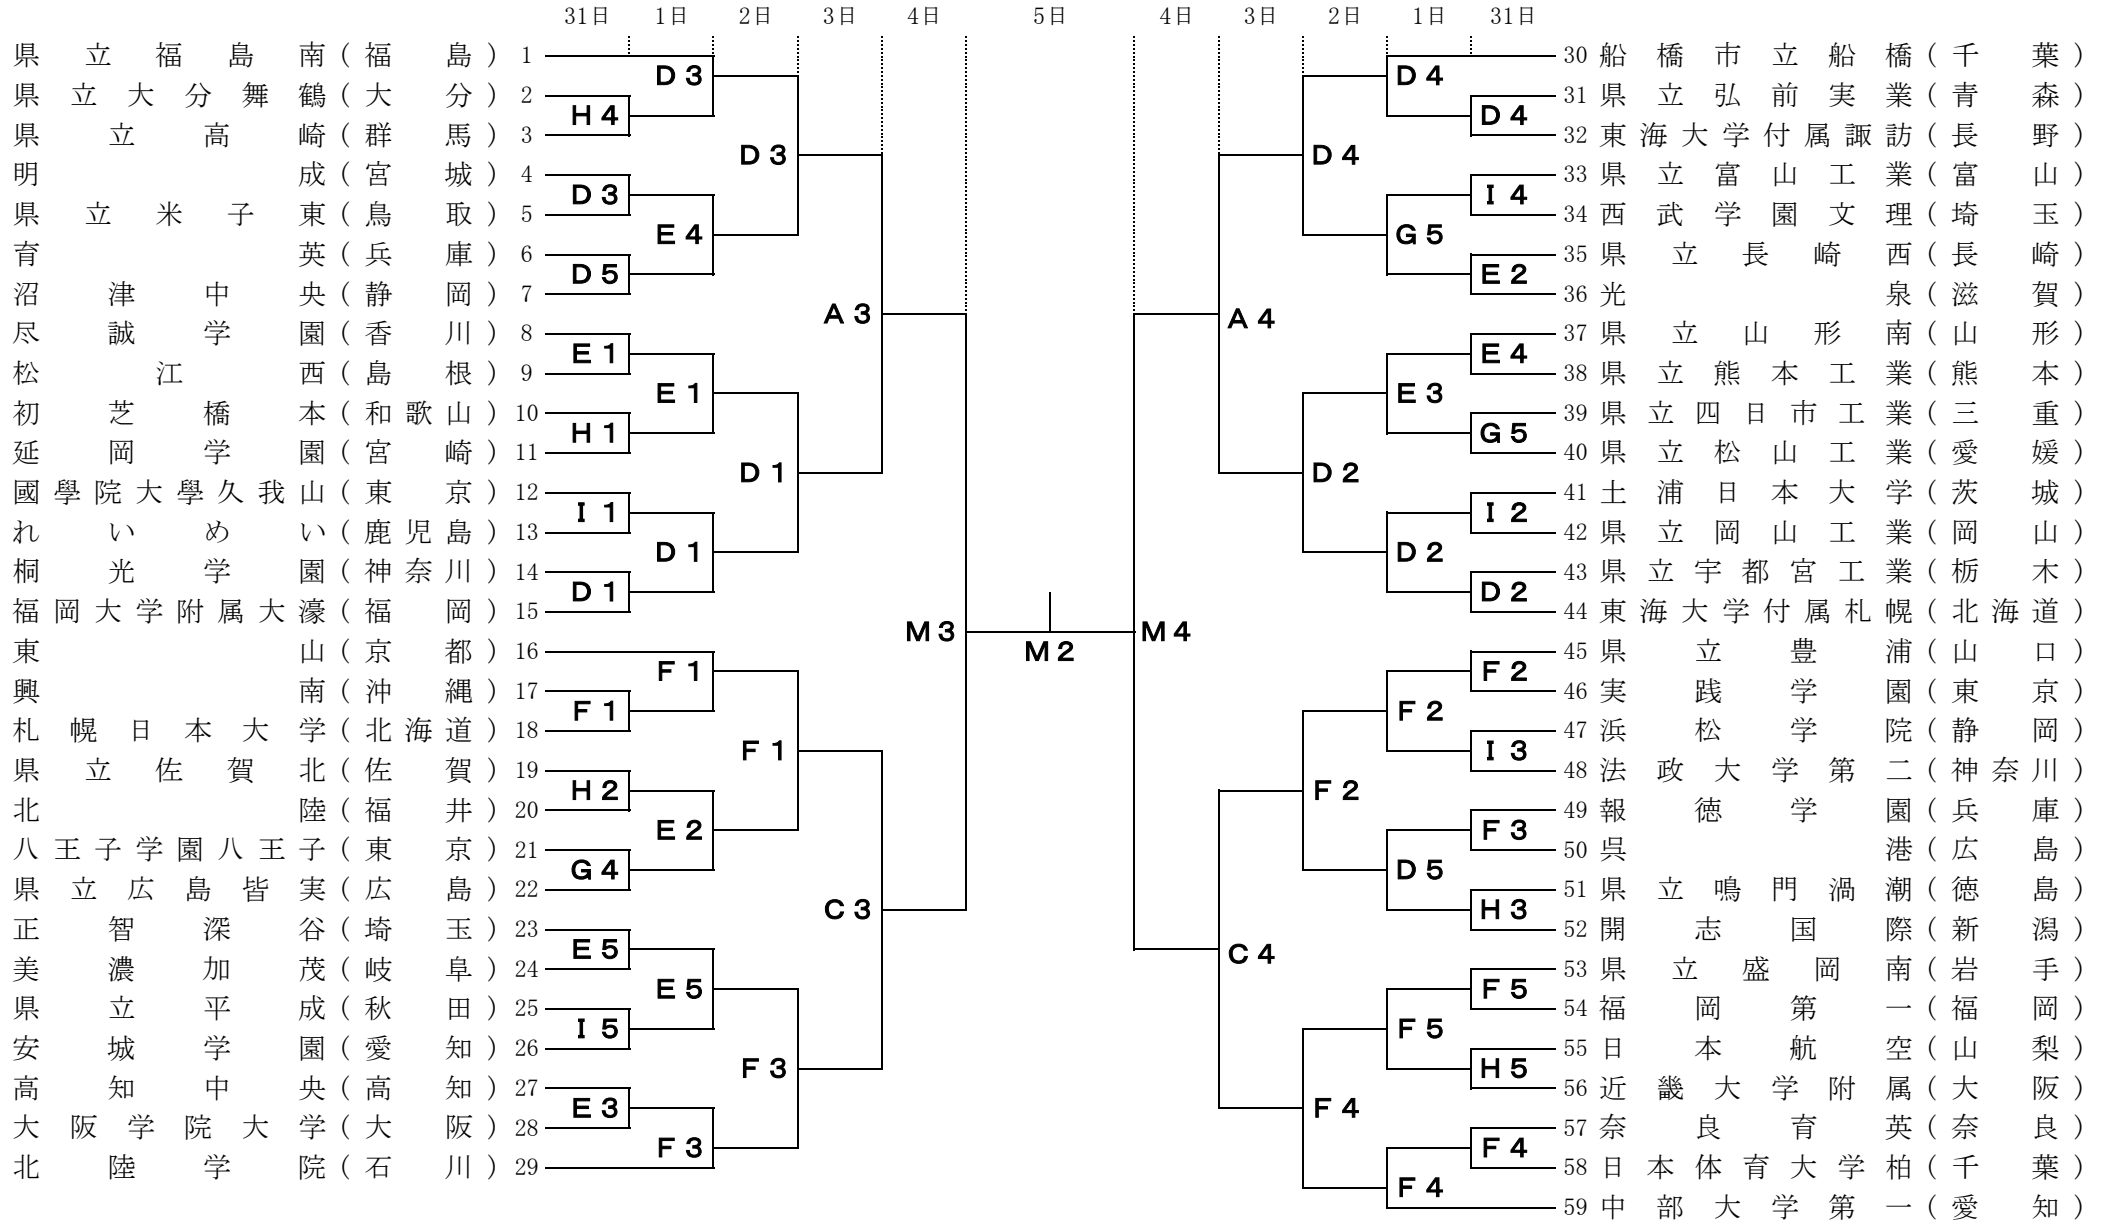 31日 1日 2日 3日 4日 5日 4日 3日 2日 1日 31日
県立福島南(福島) 1
県立大分舞鶴(大分) 2
県立高崎(群馬) 3
明成(宮城) 4
県立米子東(鳥取) 5
育英(兵庫) 6
沼津中央(静岡) 7
尽誠学園(香川) 8
松江西(島根) 9
初芝橋本(和歌山) 10
延岡学園(宮崎) 11
國學院大學久我山(東京) 12
れいめい(鹿児島) 13
桐光学園(神奈川) 14
福岡大学附属大濠(福岡) 15
東山(京都) 16
興南(沖縄) 17
札幌日本大学(北海道) 18
県立佐賀北(佐賀) 19
北陸(福井) 20
八王子学園八王子(東京) 21
県立広島皆実(広島) 22
正智深谷(埼玉) 23
美濃加茂(岐阜) 24
県立平成(秋田) 25
安城学園(愛知) 26
高知中央(高知) 27
大阪学院大学(大阪) 28
北陸学院(石川) 29
H4
D3
D5
E1
H1
I1
D1
F1
H2
G4
E5
I5
E3
D3
E4
E1
D1
F1
E2
E5
F3
D3
D1
F1
F3
A3
C3
M3
M2
M4
A4
C4
D4
D2
F2
F4
D4
G5
E3
D2
F2
D5
F5
F4
D4
I4
E2
E4
G5
I2
D2
F2
I3
F3
H3
F5
H5
F4
30 船橋市立船橋(千葉)
31 県立弘前実業(青森)
32 東海大学付属諏訪(長野)
33 県立富山工業(富山)
34 西武学園文理(埼玉)
35 県立長崎西(長崎)
36 光泉(滋賀)
37 県立山形南(山形)
38 県立熊本工業(熊本)
39 県立四日市工業(三重)
40 県立松山工業(愛媛)
41 土浦日本大学(茨城)
42 県立岡山工業(岡山)
43 県立宇都宮工業(栃木)
44 東海大学付属札幌(北海道)
45 県立豊浦(山口)
46 実践学園(東京)
47 浜松学院(静岡)
48 法政大学第二(神奈川)
49 報徳学園(兵庫)
50 呉港(広島)
51 県立鳴門渦潮(徳島)
52 開志国際(新潟)
53 県立盛岡南(岩手)
54 福岡第一(福岡)
55 日本航空(山梨)
56 近畿大学附属(大阪)
57 奈良育英(奈良)
58 日本体育大学柏(千葉)
59 中部大学第一(愛知)